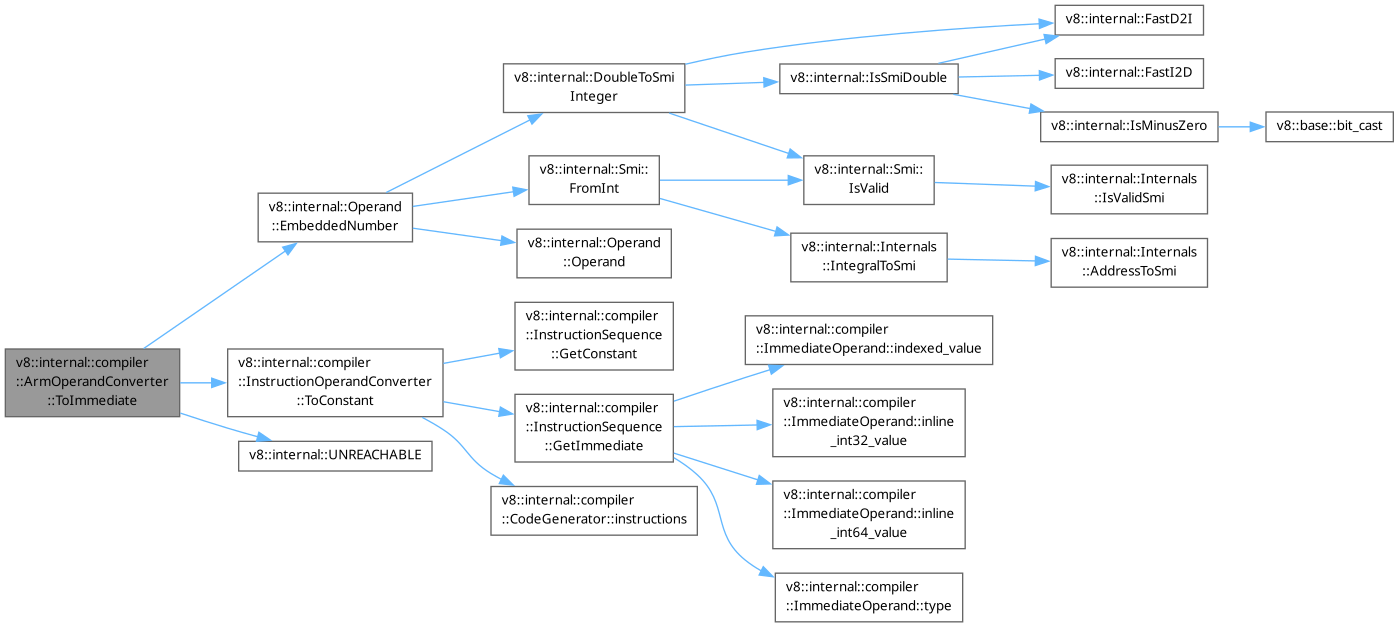 v8::internal::compiler
::ArmOperandConverter
::ToImmediate
v8::internal::Operand
::EmbeddedNumber
v8::internal::compiler
::InstructionOperandConverter
::ToConstant
v8::internal::UNREACHABLE
v8::internal::DoubleToSmi
Integer
v8::internal::Smi::
FromInt
v8::internal::Operand
::Operand
v8::internal::compiler
::InstructionSequence
::GetConstant
v8::internal::compiler
::InstructionSequence
::GetImmediate
v8::internal::compiler
::CodeGenerator::instructions
v8::internal::IsSmiDouble
v8::internal::Smi::
IsValid
v8::internal::Internals
::IntegralToSmi
v8::internal::compiler
::ImmediateOperand::indexed_value
v8::internal::compiler
::ImmediateOperand::inline
_int32_value
v8::internal::compiler
::ImmediateOperand::inline
_int64_value
v8::internal::compiler
::ImmediateOperand::type
v8::internal::FastD2I
v8::internal::FastI2D
v8::internal::IsMinusZero
v8::internal::Internals
::IsValidSmi
v8::internal::Internals
::AddressToSmi
v8::base::bit_cast